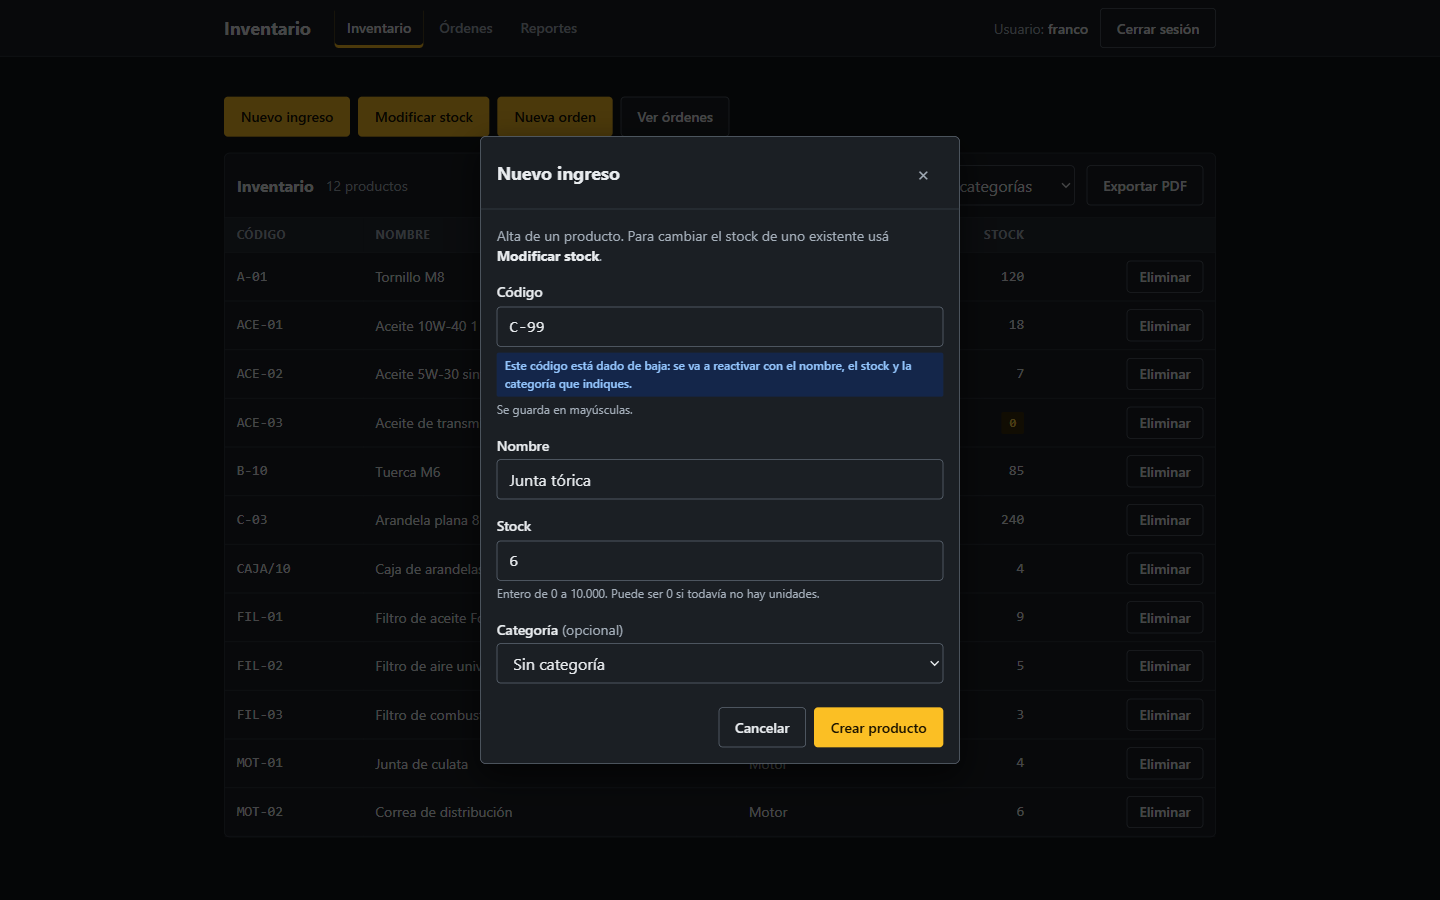 Inventario
Inventario
Órdenes
Reportes
Usuario: franco
Cerrar sesión
Nuevo ingreso
Modificar stock
Nueva orden
Ver órdenes
Inventario 12 productos
categorías
Exportar PDF
CÓDIGO NOMBRE STOCK
A-01 Tornillo M8 120 Eliminar
ACE-01 Aceite 10W-40 1 18 Eliminar
ACE-02 Aceite 5W-30 sin 7 Eliminar
ACE-03 Aceite de transm 0 Eliminar
B-10 Tuerca M6 85 Eliminar
C-03 Arandela plana 8 240 Eliminar
CAJA/10 Caja de arandelas 4 Eliminar
FIL-01 Filtro de aceite Fo 9 Eliminar
FIL-02 Filtro de aire univ 5 Eliminar
FIL-03 Filtro de combus 3 Eliminar
MOT-01 Junta de culata Motor 4 Eliminar
MOT-02 Correa de distribución Motor 6 Eliminar
Nuevo ingreso ×
Alta de un producto. Para cambiar el stock de uno existente usá
Modificar stock.
Código
C-99
Este código está dado de baja: se va a reactivar con el nombre, el stock y la
categoría que indiques.
Se guarda en mayúsculas.
Nombre
Junta tórica
Stock
6
Entero de 0 a 10.000. Puede ser 0 si todavía no hay unidades.
Categoría (opcional)
Sin categoría
Cancelar
Crear producto